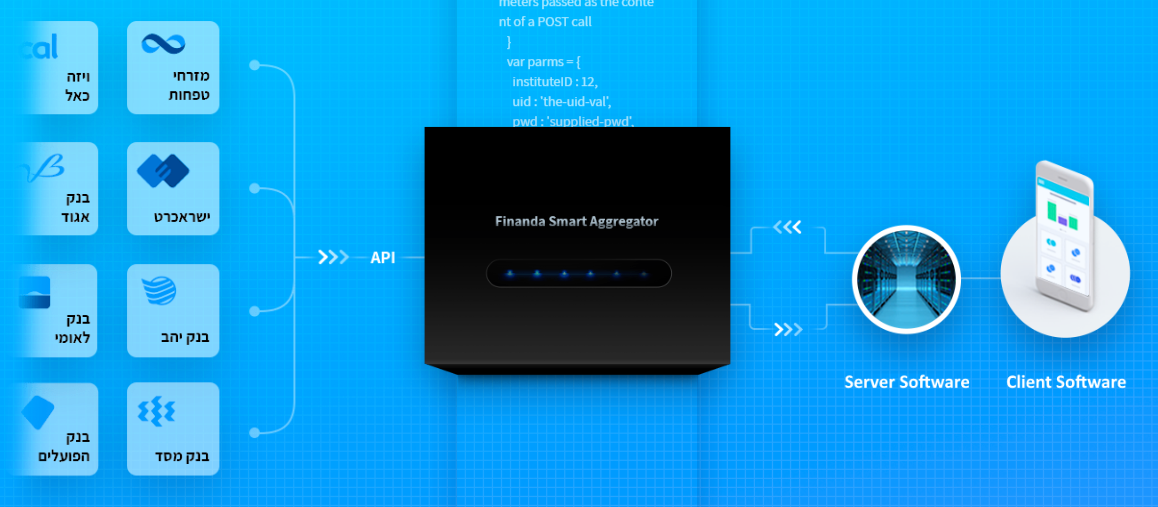 meters passed as the conte
nt of a POST call
}
var parms = {
instituteID : 12,
uid : 'the-uid-val',
pwd : 'supplied-pwd',
cal
ויזה
כאל
מזרחי
טפחות
בנק
אגוד
ישראכרט
בנק
לאומי
בנק יהב
בנק
הפועלים
בנק מסד
API
Finanda Smart Aggregator
Server Software
Client Software